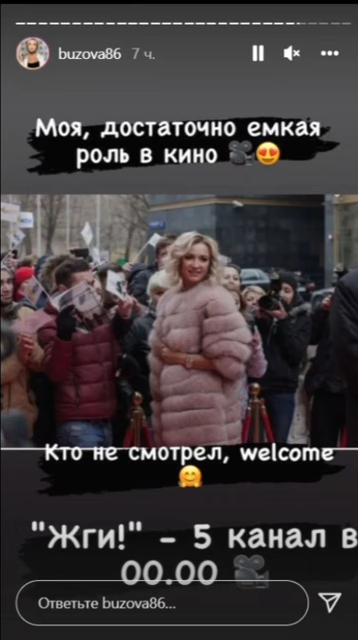 buzova86 7 ч.
Моя, достаточно емкая
роль в кино 🎥😍
Кто не смотрел, welcome
🤗
"Жги!" - 5 канал в
00.00 🎥
Ответьте buzova86...